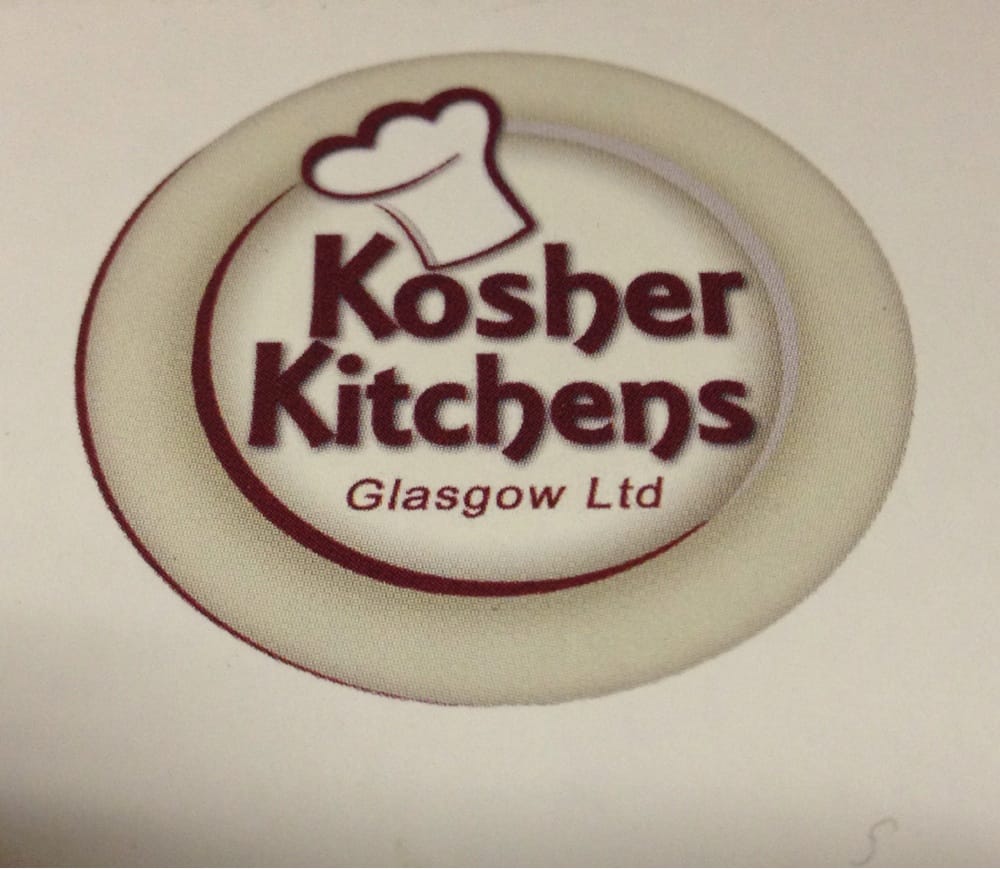 Kosher
Kitchens
Glasgow Ltd